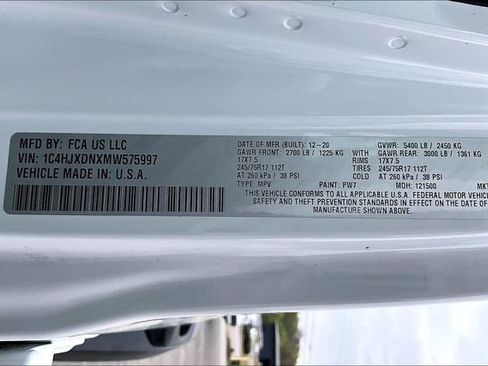 MFD BY: FCA US LLC
VIN: 1C4HJXDNXMW575997
VEHICLE MADE IN: U.S.A.
DATE OF MFR (BUILT): 12-20 GVWR: 5400 LB / 2450 KG
GAWR FRONT: 2700 LB / 1225 KG WITH GAWR REAR: 3000 LB / 1361 KG
17X7.5 RIMS 17X7.5
245/75R17 112T TIRES 245/75R17 112T
AT 260 kPa / 38 PSI COLD AT 260 kPa / 38 PSI
TYPE: MPV PAINT: PW7 MDH: 121500 MKT
THIS VEHICLE CONFORMS TO ALL APPLICABLE U.S.A. FEDERAL MOTOR VEHICLE
SAFETY AND THEFT PREVENTION STANDARDS IN EFFECT ON THE DATE OF
MANUFACTURE SHOWN ABOVE.